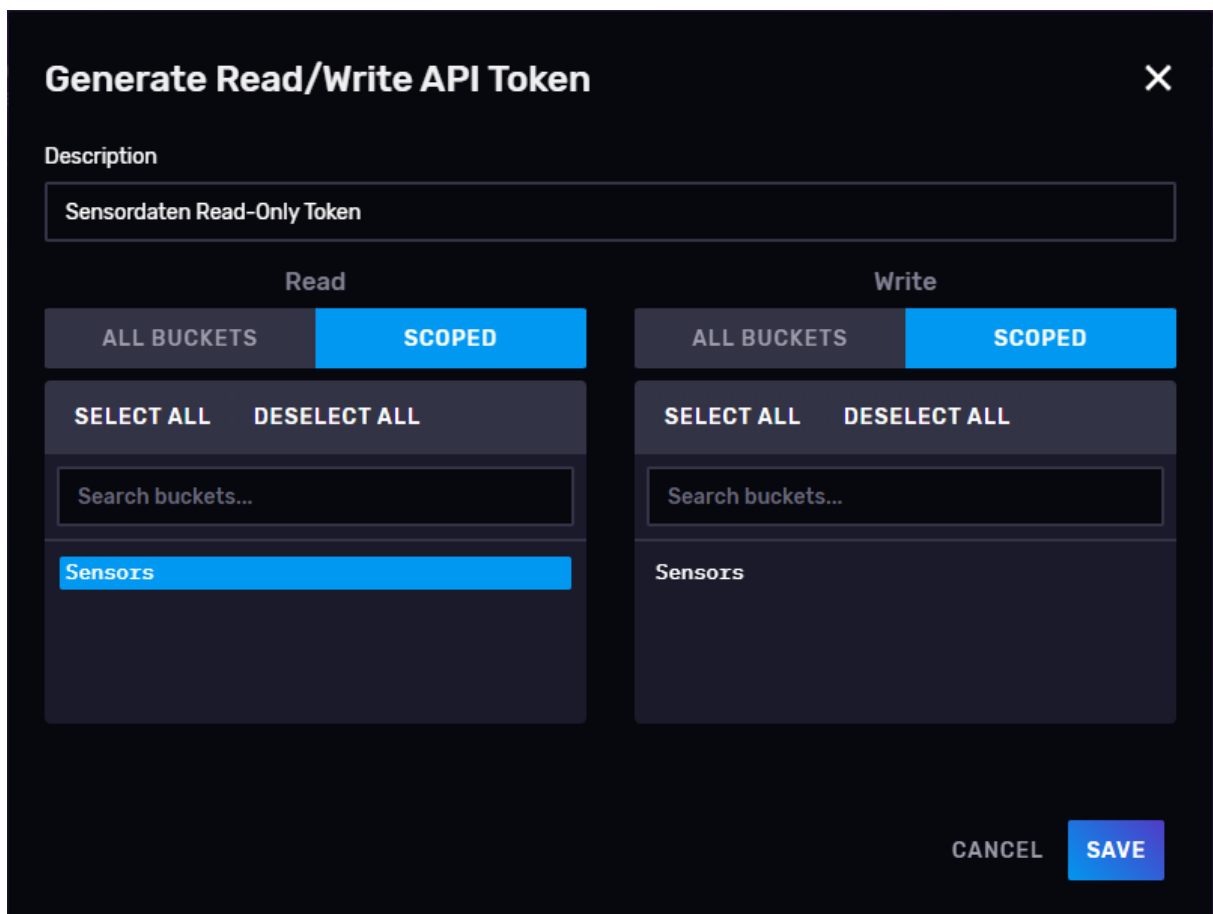 Generate Read/Write API Token
Description
Sensordaten Read-Only Token
Read
Write
ALL BUCKETS SCOPED
ALL BUCKETS SCOPED
SELECT ALL DESELECT ALL
SELECT ALL DESELECT ALL
Search buckets...
Search buckets...
Sensors
Sensors
CANCEL SAVE